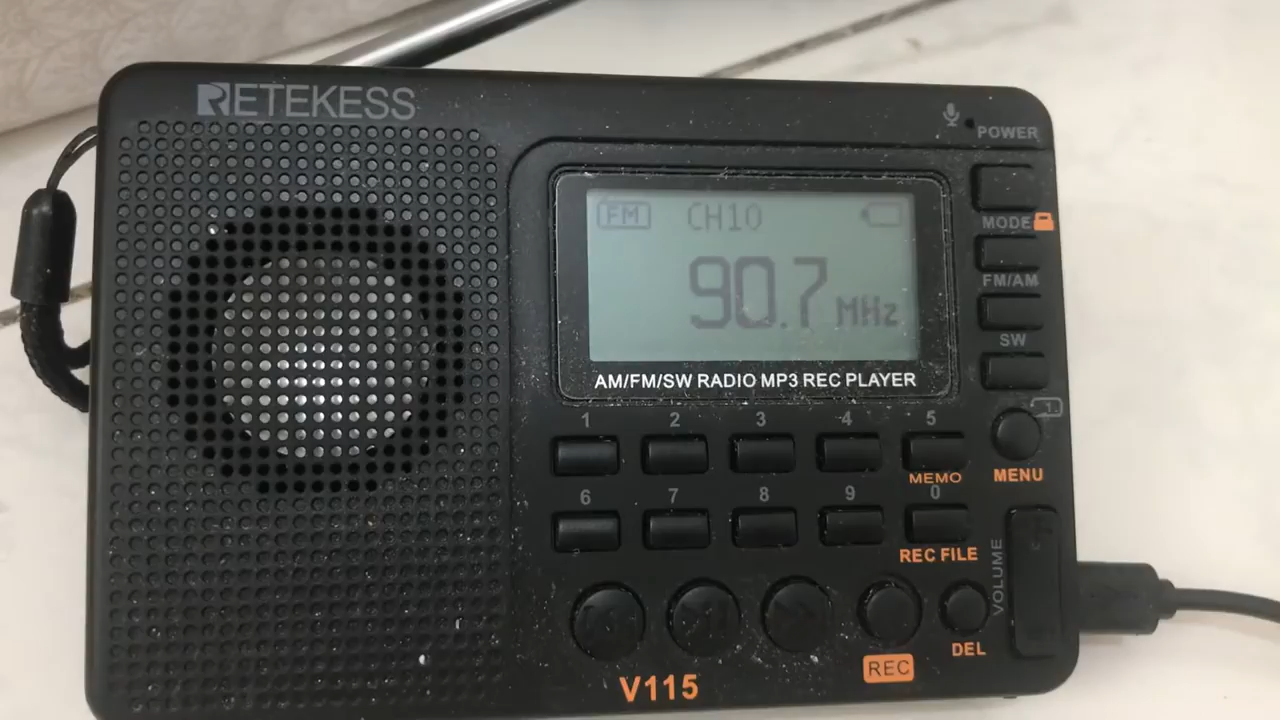 RETEKESS
POWER
FM CH10
90.7 MHz
MODE
FM/AM
SW
AM/FM/SW RADIO MP3 REC PLAYER
1 2 3 4 5
MEMO
MENU
6 7 8 9 0
REC FILE
VOLUME
DEL
REC
V115